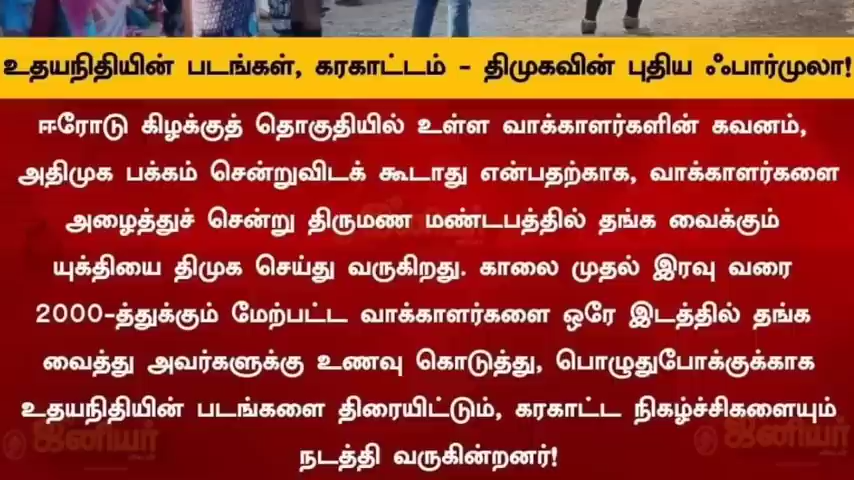 உதயநிதியின் படங்கள், கரகாட்டம் - திமுகவின் புதிய ஃபார்முலா!
ஈரோடு கிழக்குத் தொகுதியில் உள்ள வாக்காளர்களின் கவனம்,
அதிமுக பக்கம் சென்றுவிடக் கூடாது என்பதற்காக, வாக்காளர்களை
அழைத்துச் சென்று திருமண மண்டபத்தில் தங்க வைக்கும்
யுக்தியை திமுக செய்து வருகிறது. காலை முதல் இரவு வரை
2000-த்துக்கும் மேற்பட்ட வாக்காளர்களை ஒரே இடத்தில் தங்க
வைத்து அவர்களுக்கு உணவு கொடுத்து, பொழுதுபோக்குக்காக
உதயநிதியின் படங்களை திரையிட்டும், கரகாட்ட நிகழ்ச்சிகளையும்
நடத்தி வருகின்றனர்!
ஜூனியர்
ஜூனியர்